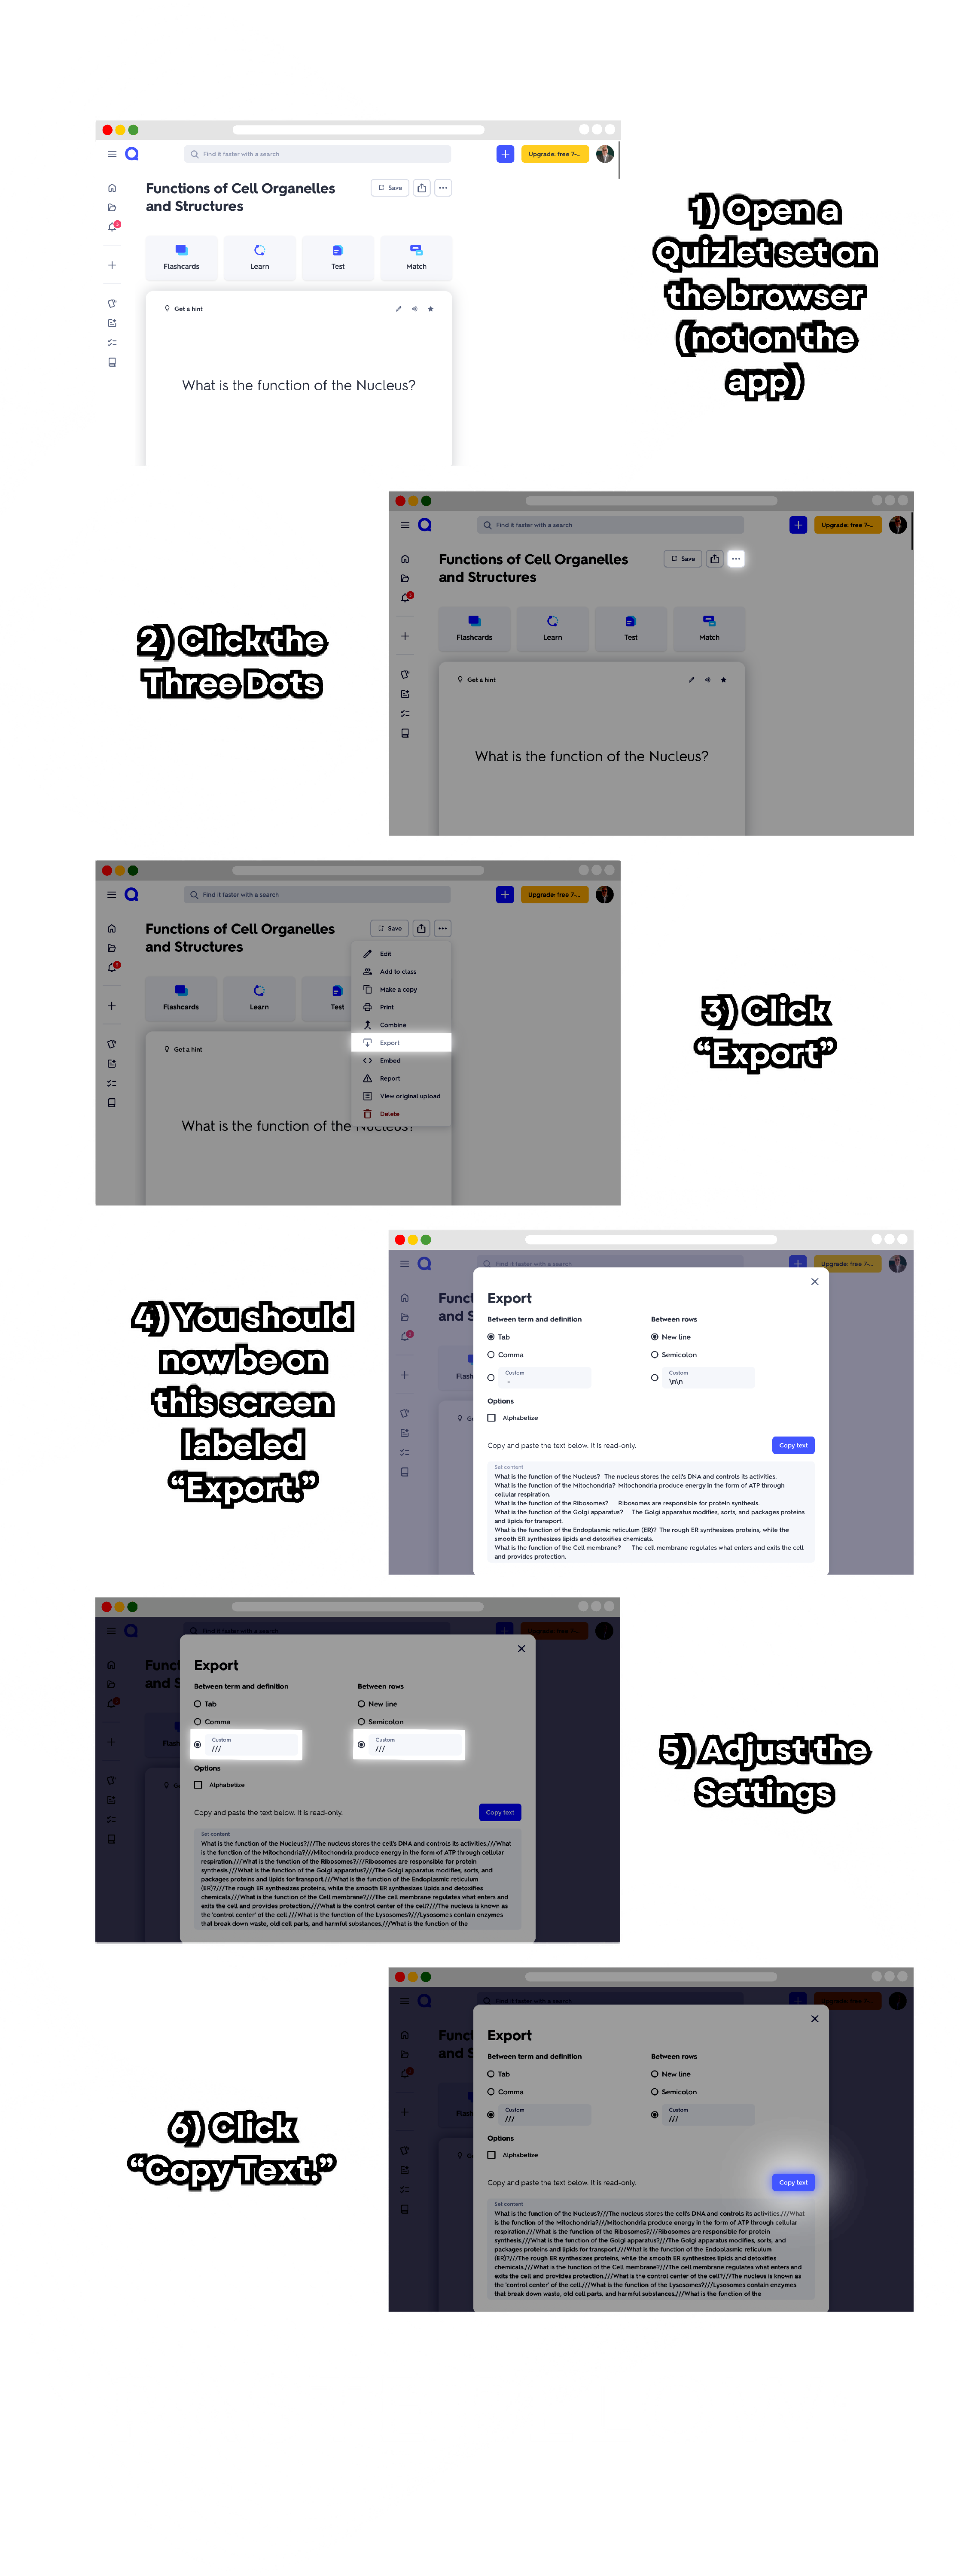 Find it faster with a search
Upgrade: free 7-...
Functions of Cell Organelles
and Structures
Save
Flashcards
Learn
Test
Match
Get a hint
What is the function of the Nucleus?
1) Open a
Quizlet set on
the browser
(not on the
app)
2) Click the
Three Dots
Find it faster with a search
Upgrade: free 7-...
Functions of Cell Organelles
and Structures
Save
Flashcards
Learn
Test
Match
Get a hint
What is the function of the Nucleus?
Find it faster with a search
Upgrade: free 7-...
Functions of Cell Organelles
and Structures
Save
Flashcards
Learn
Test
Edit
Add to class
Make a copy
Print
Combine
Export
Embed
Report
View original upload
Delete
Get a hint
What is the function of the Nucleus?
3) Click
“Export”
4) You should
now be on
this screen
labeled
“Export.”
Find it faster with a search
Upgrade: free 7-...
Export
Between term and definition
Between rows
Tab
New line
Comma
Semicolon
Custom
-
Custom
\n\n
Options
Alphabetize
Copy and paste the text below. It is read-only.
Copy text
Set content
What is the function of the Nucleus? The nucleus stores the cell's DNA and controls its activities.
What is the function of the Mitochondria? Mitochondria produce energy in the form of ATP through
cellular respiration.
What is the function of the Ribosomes? Ribosomes are responsible for protein synthesis.
What is the function of the Golgi apparatus? The Golgi apparatus modifies, sorts, and packages proteins
and lipids for transport.
What is the function of the Endoplasmic reticulum (ER)? The rough ER synthesizes proteins, while the
smooth ER synthesizes lipids and detoxifies chemicals.
What is the function of the Cell membrane? The cell membrane regulates what enters and exits the cell
and provides protection.
Find it faster with a search
Upgrade: free 7-...
Export
Between term and definition
Between rows
Tab
New line
Comma
Semicolon
Custom
///
Custom
///
Options
Alphabetize
Copy and paste the text below. It is read-only.
Copy text
Set content
What is the function of the Nucleus?///The nucleus stores the cell's DNA and controls its activities.///What
is the function of the Mitochondria?///Mitochondria produce energy in the form of ATP through cellular
respiration.///What is the function of the Ribosomes?///Ribosomes are responsible for protein
synthesis.///What is the function of the Golgi apparatus?///The Golgi apparatus modifies, sorts, and
packages proteins and lipids for transport.///What is the function of the Endoplasmic reticulum
(ER)?///The rough ER synthesizes proteins, while the smooth ER synthesizes lipids and detoxifies
chemicals.///What is the function of the Cell membrane?///The cell membrane regulates what enters and
exits the cell and provides protection.///What is the control center of the cell?///The nucleus is known as
the 'control center' of the cell.///What is the function of the Lysosomes?///Lysosomes contain enzymes
that break down waste, old cell parts, and harmful substances.///What is the function of the
5) Adjust the
Settings
6) Click
“Copy Text.”
Find it faster with a search
Upgrade: free 7-...
Export
Between term and definition
Between rows
Tab
New line
Comma
Semicolon
Custom
///
Custom
///
Options
Alphabetize
Copy and paste the text below. It is read-only.
Copy text
Set content
What is the function of the Nucleus?///The nucleus stores the cell's DNA and controls its activities.///What
is the function of the Mitochondria?///Mitochondria produce energy in the form of ATP through cellular
respiration.///What is the function of the Ribosomes?///Ribosomes are responsible for protein
synthesis.///What is the function of the Golgi apparatus?///The Golgi apparatus modifies, sorts, and
packages proteins and lipids for transport.///What is the function of the Endoplasmic reticulum
(ER)?///The rough ER synthesizes proteins, while the smooth ER synthesizes lipids and detoxifies
chemicals.///What is the function of the Cell membrane?///The cell membrane regulates what enters and
exits the cell and provides protection.///What is the control center of the cell?///The nucleus is known as
the 'control center' of the cell.///What is the function of the Lysosomes?///Lysosomes contain enzymes
that break down waste, old cell parts, and harmful substances.///What is the function of the